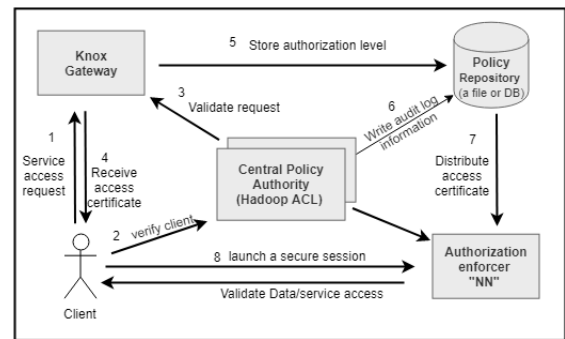 5
Store authorization level
Knox
Gateway
Policy
Repository
(a file or DB)
3
Validate request
6
Write audit log
information
1
Service
access
request
4
Receive
access
certificate
7
Distribute
access
certificate
Central Policy
Authority
(Hadoop ACL)
2 verify client
8 launch a secure session
Authorization
enforcer
"NN"
Validate Data/service access
Client